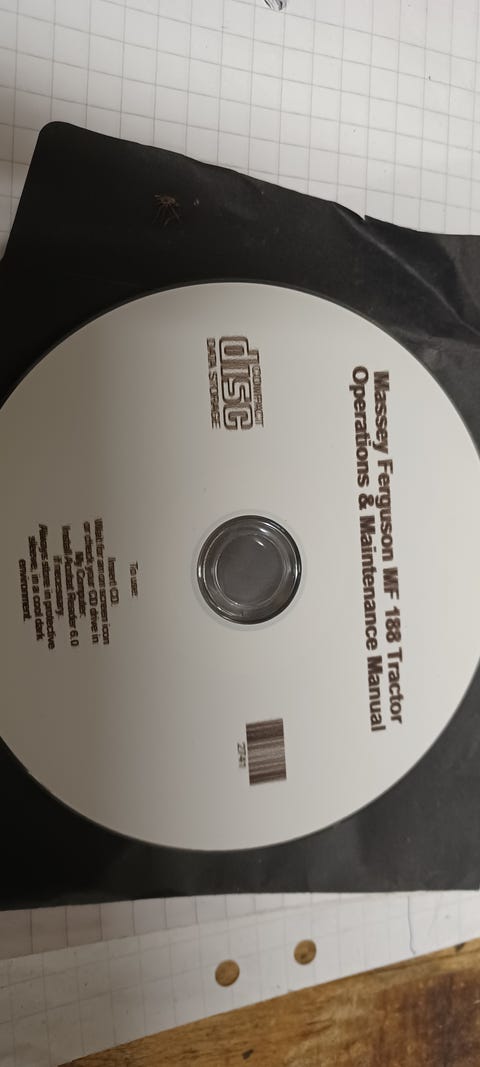 Massey Ferguson MF 188 Tractor
Operations & Maintenance Manual
COMPACT
disc
DATA STORAGE
2741
To use:
Insert CD.
Wait for an on screen icon
or check your CD drive in
My Computer.
Install Acrobat Reader 6.0
if necessary.
Always store in protective
sleeve, in a cool dark
environment.